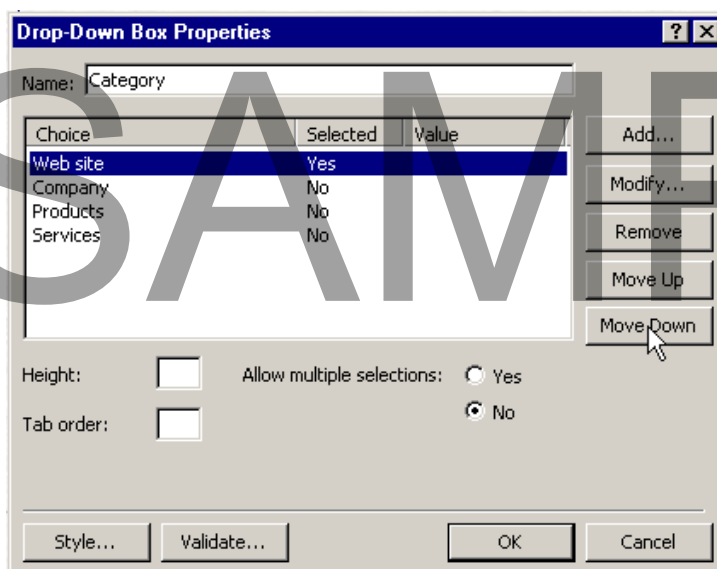 Drop-Down Box Properties
Name: Category
Choice Selected Value
Web site Yes
Company No
Products No
Services No
Add...
Modify...
Remove
Move Up
Move Down
Height:
Allow multiple selections: Yes
No
Tab order:
Style... Validate... OK Cancel
SAMP